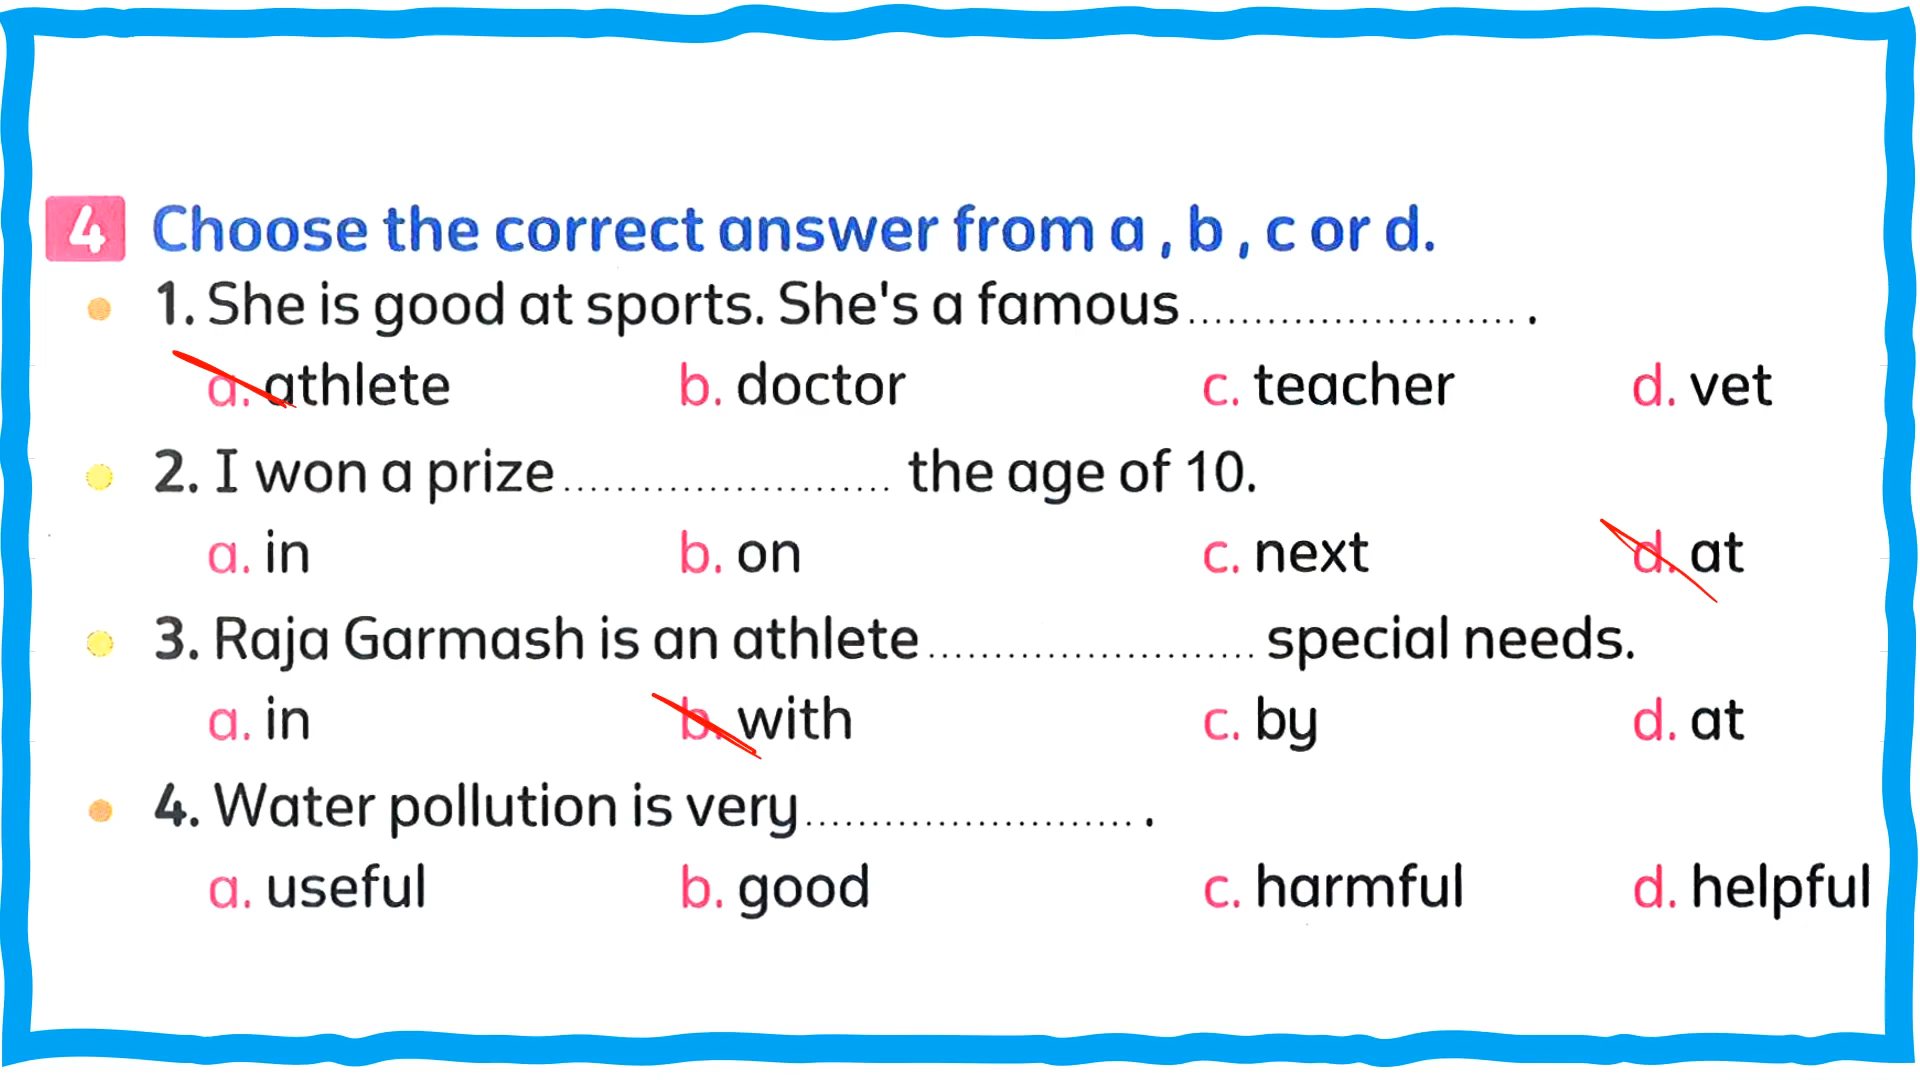 4 Choose the correct answer from a , b , c or d.
1. She is good at sports. She's a famous ......................... .
a. athlete b. doctor c. teacher d. vet
2. I won a prize ......................... the age of 10.
a. in b. on c. next d. at
3. Raja Garmash is an athlete ......................... special needs.
a. in b. with c. by d. at
4. Water pollution is very ......................... .
a. useful b. good c. harmful d. helpful